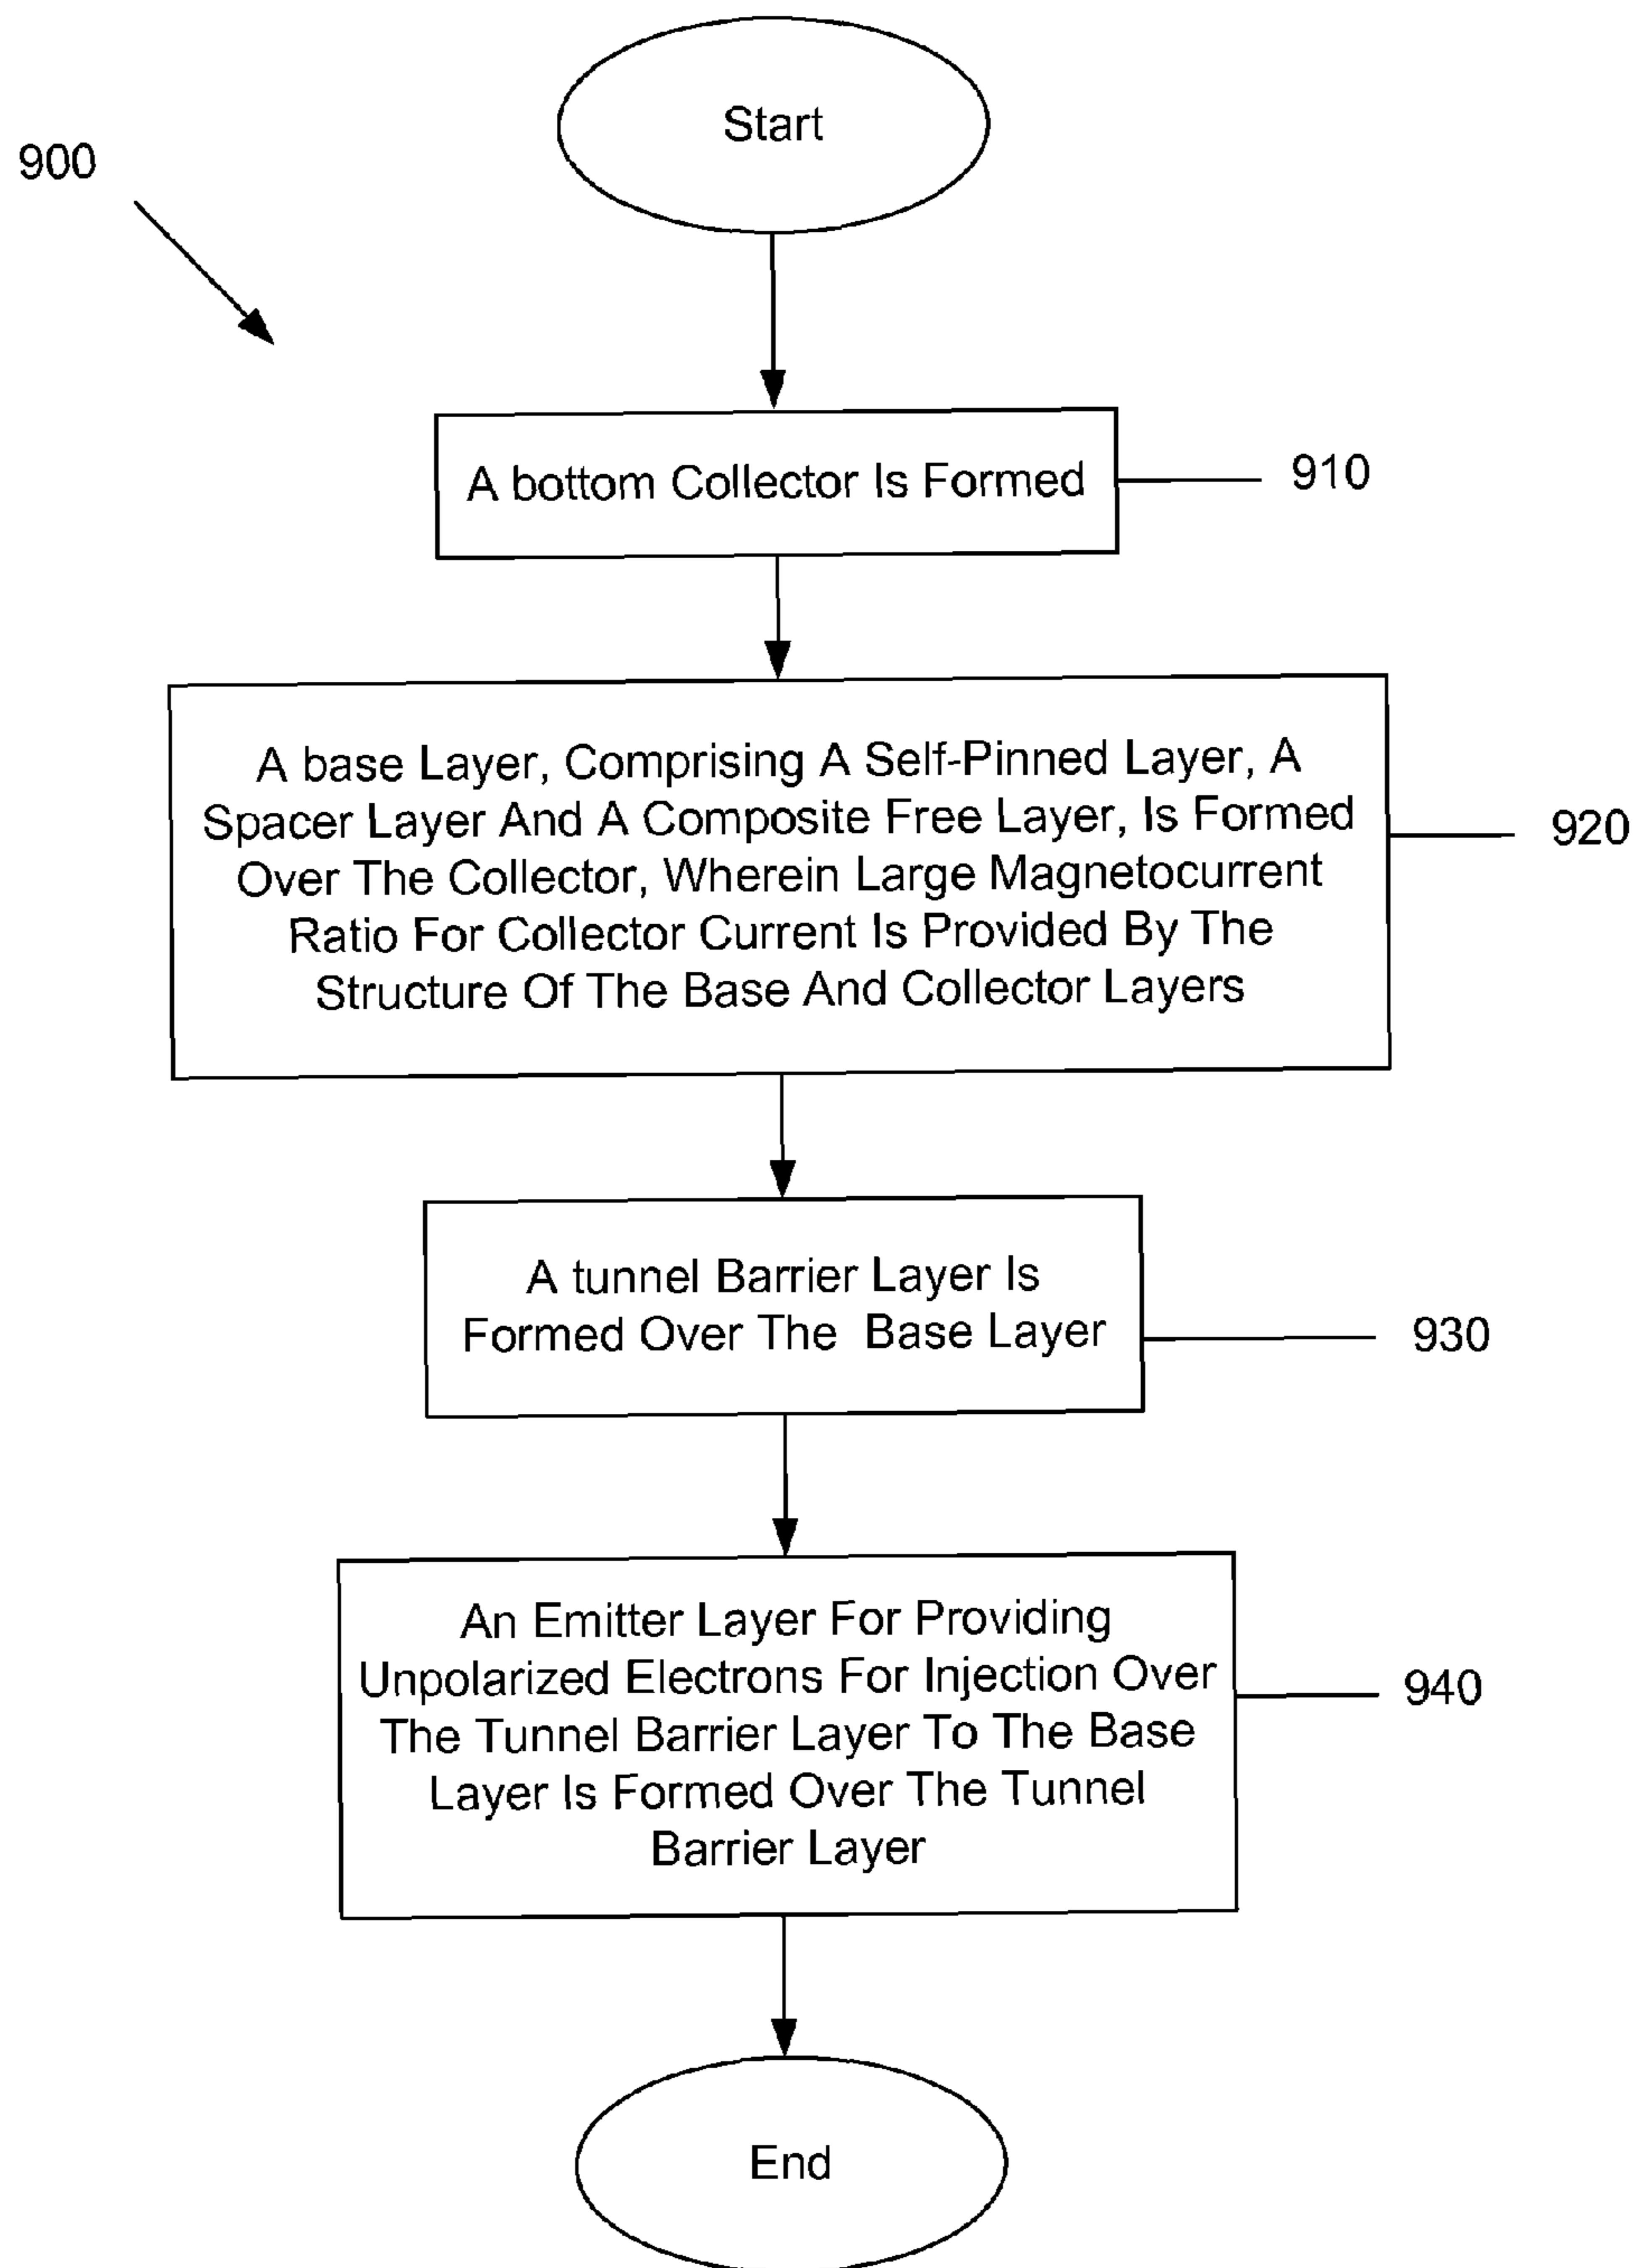 Start
900
A bottom Collector Is Formed
910
A base Layer, Comprising A Self-Pinned Layer, A
Spacer Layer And A Composite Free Layer, Is Formed
Over The Collector, Wherein Large Magnetocurrent
Ratio For Collector Current Is Provided By The
Structure Of The Base And Collector Layers
920
A tunnel Barrier Layer Is
Formed Over The Base Layer
930
An Emitter Layer For Providing
Unpolarized Electrons For Injection Over
The Tunnel Barrier Layer To The Base
Layer Is Formed Over The Tunnel
Barrier Layer
940
End